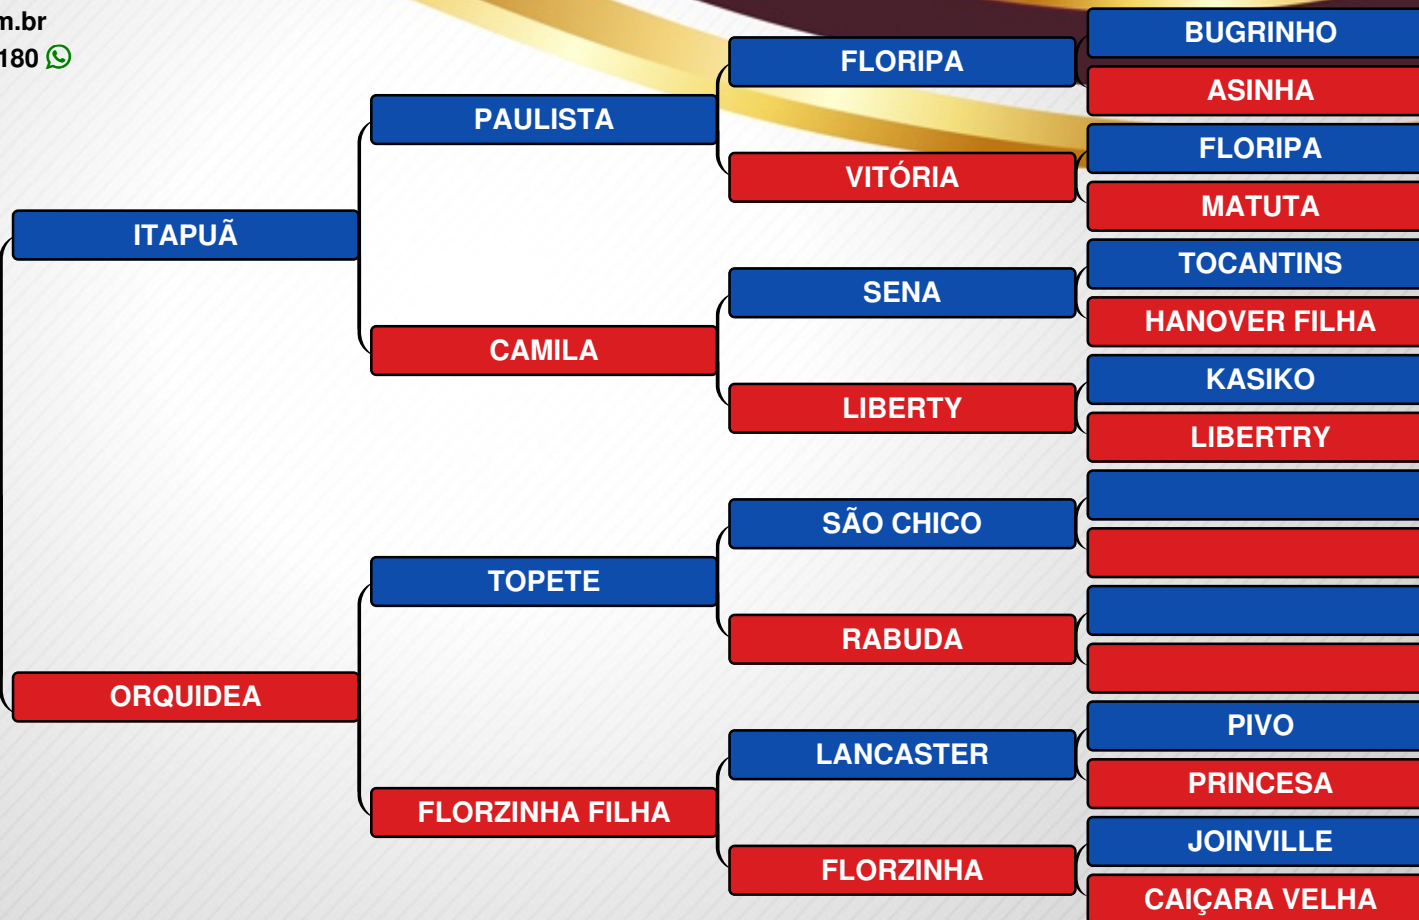 m.br
180
ITAPUÃ
ORQUIDEA
PAULISTA
CAMILA
TOPETE
FLORZINHA FILHA
FLORIPA
VITÓRIA
SENA
LIBERTY
SÃO CHICO
RABUDA
LANCASTER
FLORZINHA
BUGRINHO
ASINHA
FLORIPA
MATUTA
TOCANTINS
HANOVER FILHA
KASIKO
LIBERTRY
PIVO
PRINCESA
JOINVILLE
CAIÇARA VELHA